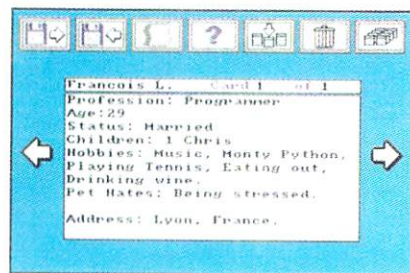 ?
Francois L. Card 1 of 1
Profession: Programmer
Age:29
Status: Married
Children: 1 Chris
Hobbies: Music, Monty Python,
Playing Tennis, Eating out,
Drinking wine.
Pet Hates: Being stressed.
Address: Lyon, France.